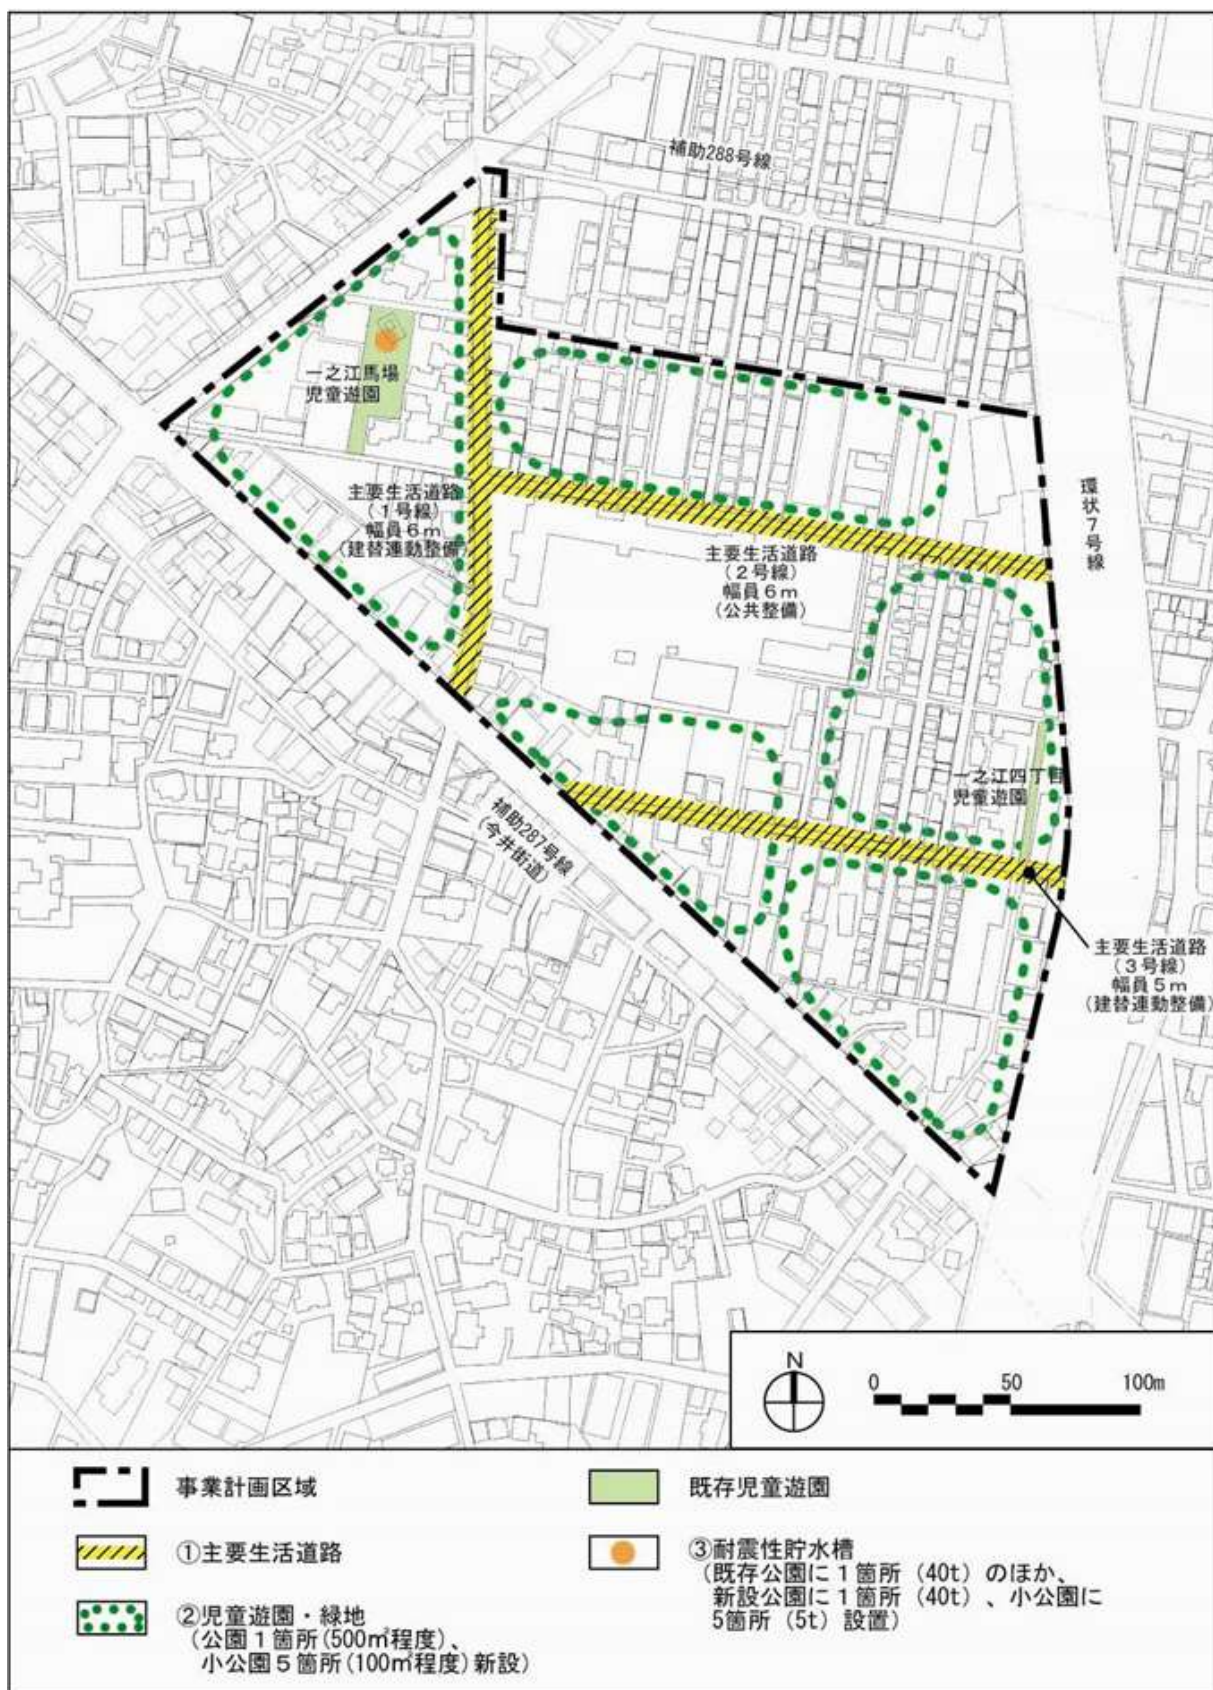 補助288号線
一之江馬場
児童遊園
主要生活道路
（１号線）
幅員６ｍ
（建替連動整備）
環状７号線
主要生活道路
（２号線）
幅員６ｍ
（公共整備）
一之江四丁目
児童遊園
補助287号線
（今井街道）
主要生活道路
（３号線）
幅員５ｍ
（建替連動整備）
N
0 50 100m
事業計画区域
既存児童遊園
①主要生活道路
③耐震性貯水槽
（既存公園に１箇所（40t）のほか、
新設公園に１箇所（40t）、小公園に
5箇所（5t）設置）
②児童遊園・緑地
（公園１箇所(500㎡程度)、
小公園５箇所(100㎡程度)新設）